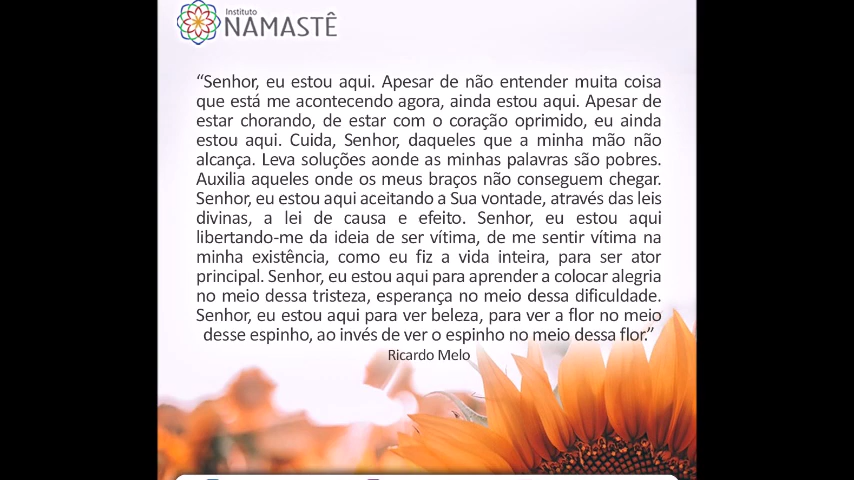 Instituto
NAMASTÊ
“Senhor, eu estou aqui. Apesar de não entender muita coisa
que está me acontecendo agora, ainda estou aqui. Apesar de
estar chorando, de estar com o coração oprimido, eu ainda
estou aqui. Cuida, Senhor, daqueles que a minha mão não
alcança. Leva soluções aonde as minhas palavras são pobres.
Auxilia aqueles onde os meus braços não conseguem chegar.
Senhor, eu estou aqui aceitando a Sua vontade, através das leis
divinas, a lei de causa e efeito. Senhor, eu estou aqui
libertando-me da ideia de ser vítima, de me sentir vítima na
minha existência, como eu fiz a vida inteira, para ser ator
principal. Senhor, eu estou aqui para aprender a colocar alegria
no meio dessa tristeza, esperança no meio dessa dificuldade.
Senhor, eu estou aqui para ver beleza, para ver a flor no meio
desse espinho, ao invés de ver o espinho no meio dessa flor.”
Ricardo Melo